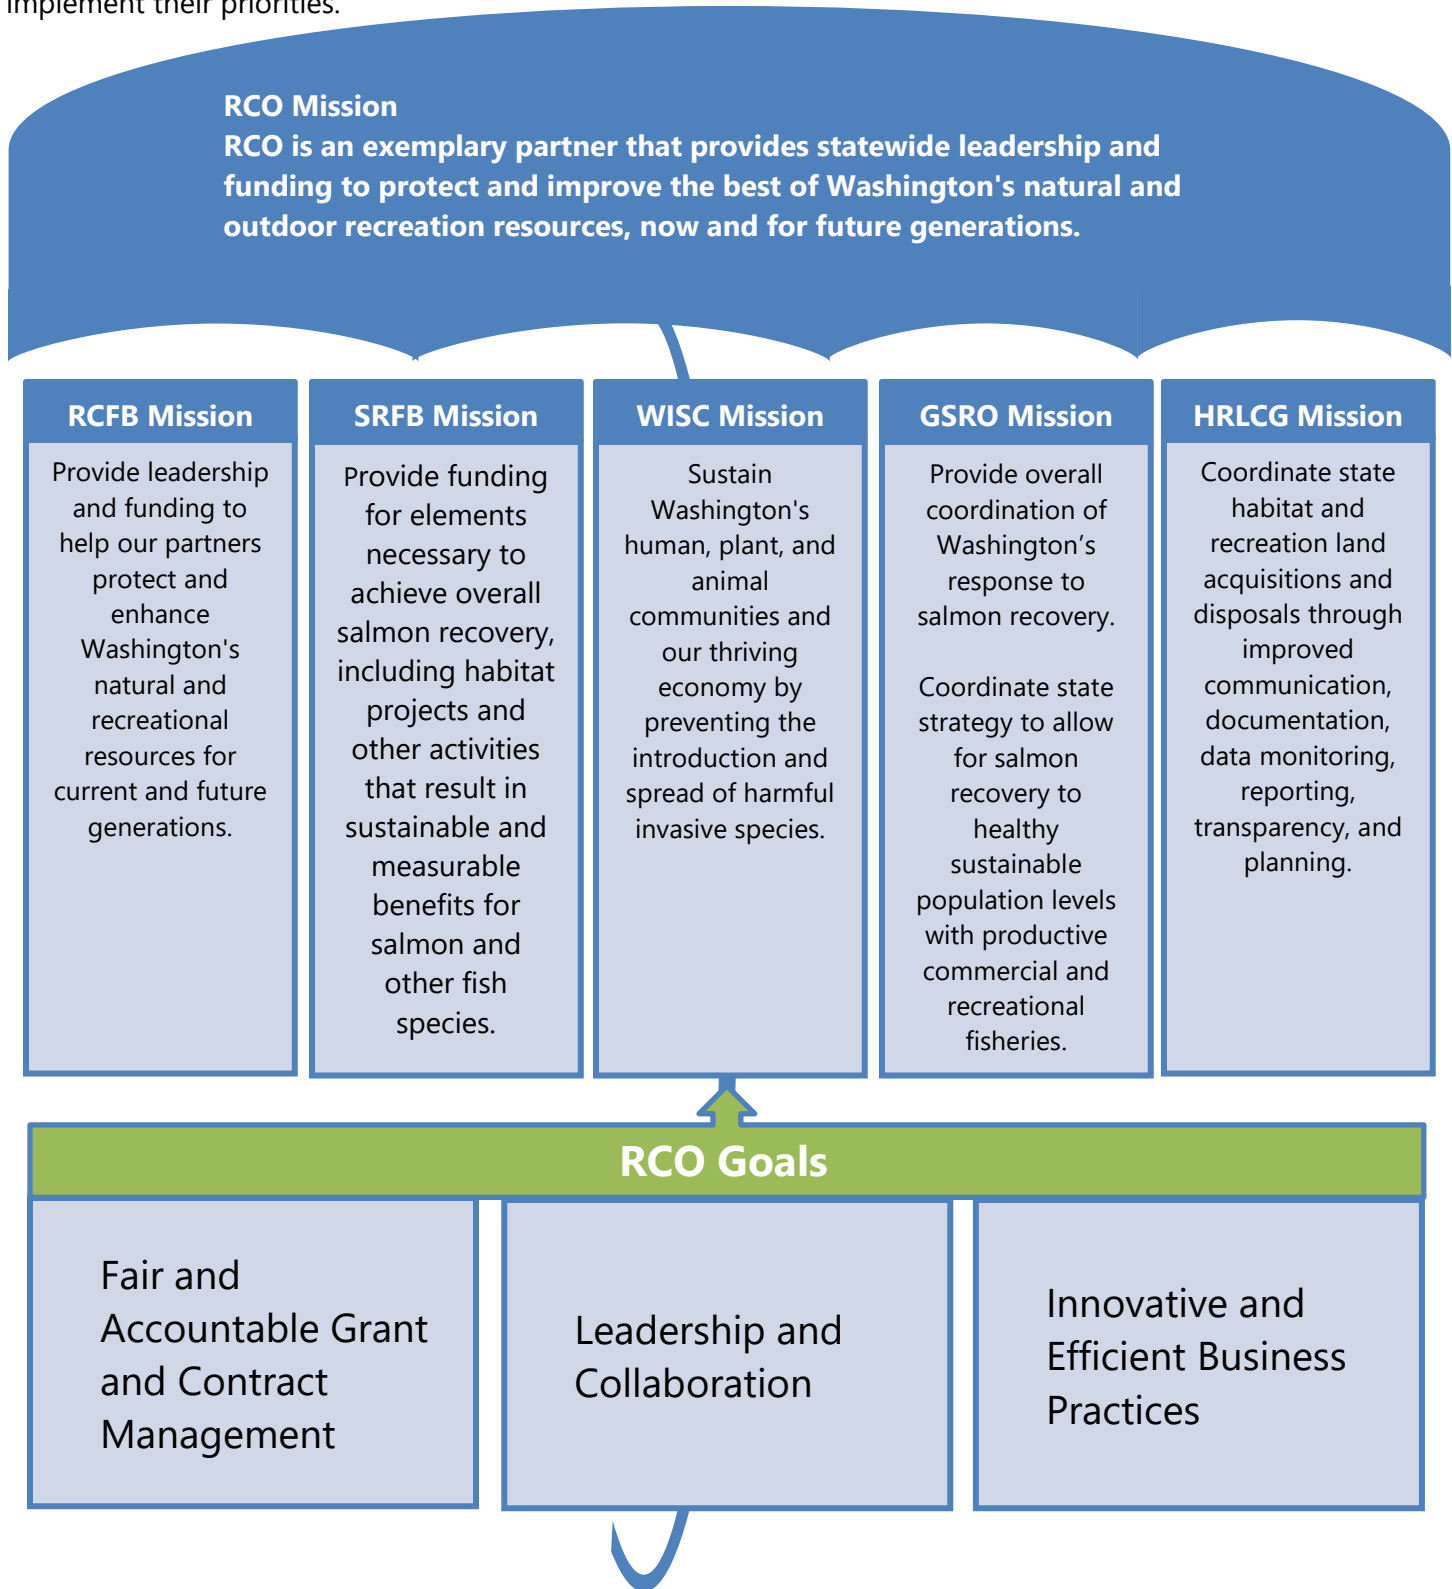 implement their priorities.
RCO Mission
RCO is an exemplary partner that provides statewide leadership and
funding to protect and improve the best of Washington's natural and
outdoor recreation resources, now and for future generations.
RCFB Mission
Provide leadership
and funding to
help our partners
protect and
enhance
Washington's
natural and
recreational
resources for
current and future
generations.
SRFB Mission
Provide funding
for elements
necessary to
achieve overall
salmon recovery,
including habitat
projects and
other activities
that result in
sustainable and
measurable
benefits for
salmon and
other fish
species.
WISC Mission
Sustain
Washington's
human, plant, and
animal
communities and
our thriving
economy by
preventing the
introduction and
spread of harmful
invasive species.
GSRO Mission
Provide overall
coordination of
Washington’s
response to
salmon recovery.
Coordinate state
strategy to allow
for salmon
recovery to
healthy
sustainable
population levels
with productive
commercial and
recreational
fisheries.
HRLCG Mission
Coordinate state
habitat and
recreation land
acquisitions and
disposals through
improved
communication,
documentation,
data monitoring,
reporting,
transparency, and
planning.
RCO Goals
Fair and
Accountable Grant
and Contract
Management
Leadership and
Collaboration
Innovative and
Efficient Business
Practices